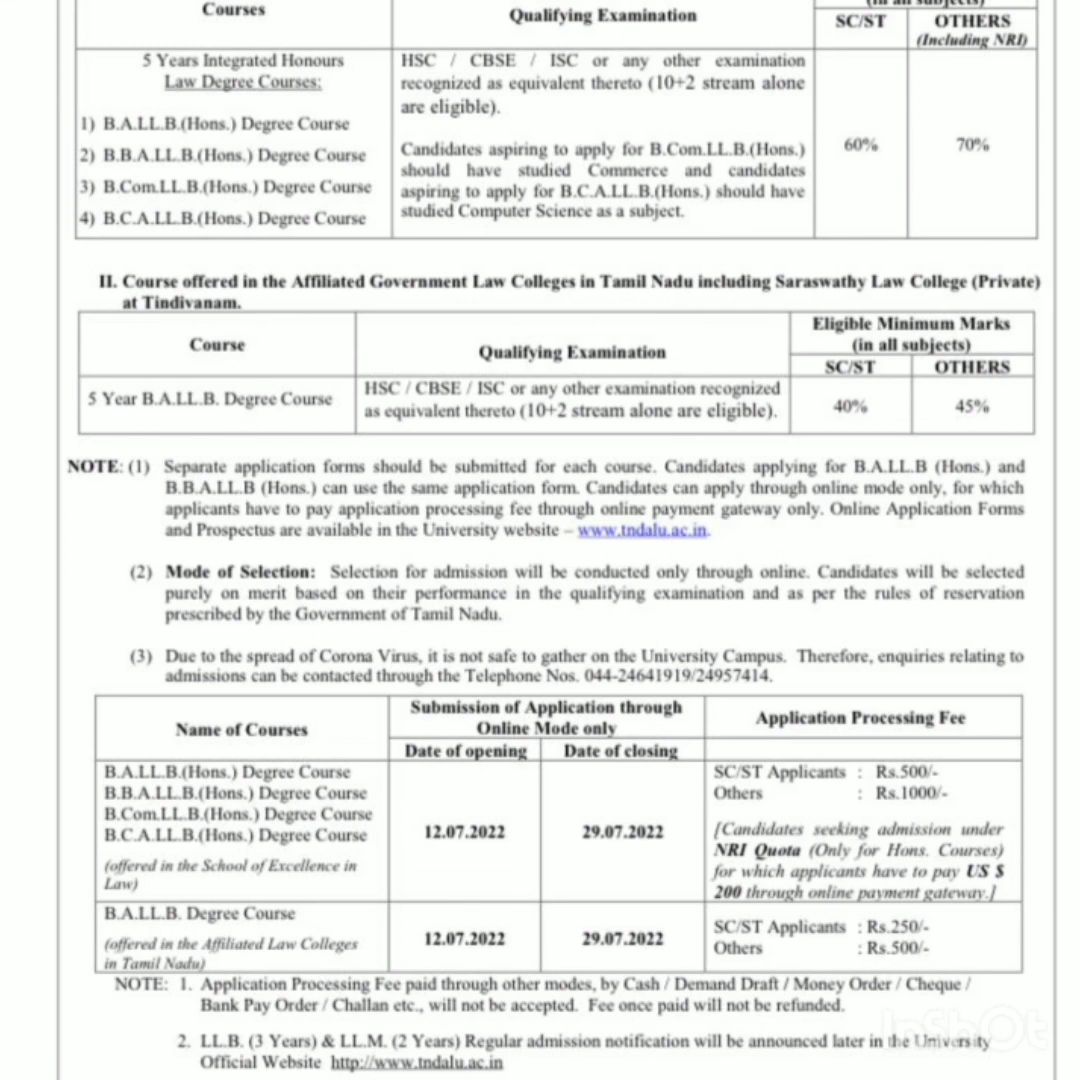 (in all subjects)
Courses
Qualifying Examination
SC/ST
OTHERS
(Including NRI)
5 Years Integrated Honours
Law Degree Courses:
1) B.A.LL.B.(Hons.) Degree Course
2) B.B.A.LL.B.(Hons.) Degree Course
3) B.Com.LL.B.(Hons.) Degree Course
4) B.C.A.LL.B.(Hons.) Degree Course
HSC / CBSE / ISC or any other examination
recognized as equivalent thereto (10+2 stream alone
are eligible).
Candidates aspiring to apply for B.Com.LL.B.(Hons.)
should have studied Commerce and candidates
aspiring to apply for B.C.A.LL.B.(Hons.) should have
studied Computer Science as a subject.
60%
70%
II. Course offered in the Affiliated Government Law Colleges in Tamil Nadu including Saraswathy Law College (Private)
at Tindivanam.
Course
Qualifying Examination
Eligible Minimum Marks
(in all subjects)
SC/ST
OTHERS
5 Year B.A.LL.B. Degree Course
HSC / CBSE / ISC or any other examination recognized
as equivalent thereto (10+2 stream alone are eligible).
40%
45%
NOTE: (1) Separate application forms should be submitted for each course. Candidates applying for B.A.LL.B (Hons.) and
B.B.A.LL.B (Hons.) can use the same application form. Candidates can apply through online mode only, for which
applicants have to pay application processing fee through online payment gateway only. Online Application Forms
and Prospectus are available in the University website – www.tndalu.ac.in.
(2) Mode of Selection: Selection for admission will be conducted only through online. Candidates will be selected
purely on merit based on their performance in the qualifying examination and as per the rules of reservation
prescribed by the Government of Tamil Nadu.
(3) Due to the spread of Corona Virus, it is not safe to gather on the University Campus. Therefore, enquiries relating to
admissions can be contacted through the Telephone Nos. 044-24641919/24957414.
Name of Courses
Submission of Application through
Online Mode only
Date of opening
Date of closing
Application Processing Fee
B.A.LL.B.(Hons.) Degree Course
B.B.A.LL.B.(Hons.) Degree Course
B.Com.LL.B.(Hons.) Degree Course
B.C.A.LL.B.(Hons.) Degree Course
(offered in the School of Excellence in
Law)
12.07.2022
29.07.2022
SC/ST Applicants : Rs.500/-
Others : Rs.1000/-
[Candidates seeking admission under
NRI Quota (Only for Hons. Courses)
for which applicants have to pay US $
200 through online payment gateway.]
B.A.LL.B. Degree Course
(offered in the Affiliated Law Colleges
in Tamil Nadu)
12.07.2022
29.07.2022
SC/ST Applicants : Rs.250/-
Others : Rs.500/-
NOTE: 1. Application Processing Fee paid through other modes, by Cash / Demand Draft / Money Order / Cheque /
Bank Pay Order / Challan etc., will not be accepted. Fee once paid will not be refunded.
2. LL.B. (3 Years) & LL.M. (2 Years) Regular admission notification will be announced later in the University
Official Website http://www.tndalu.ac.in
InShOt